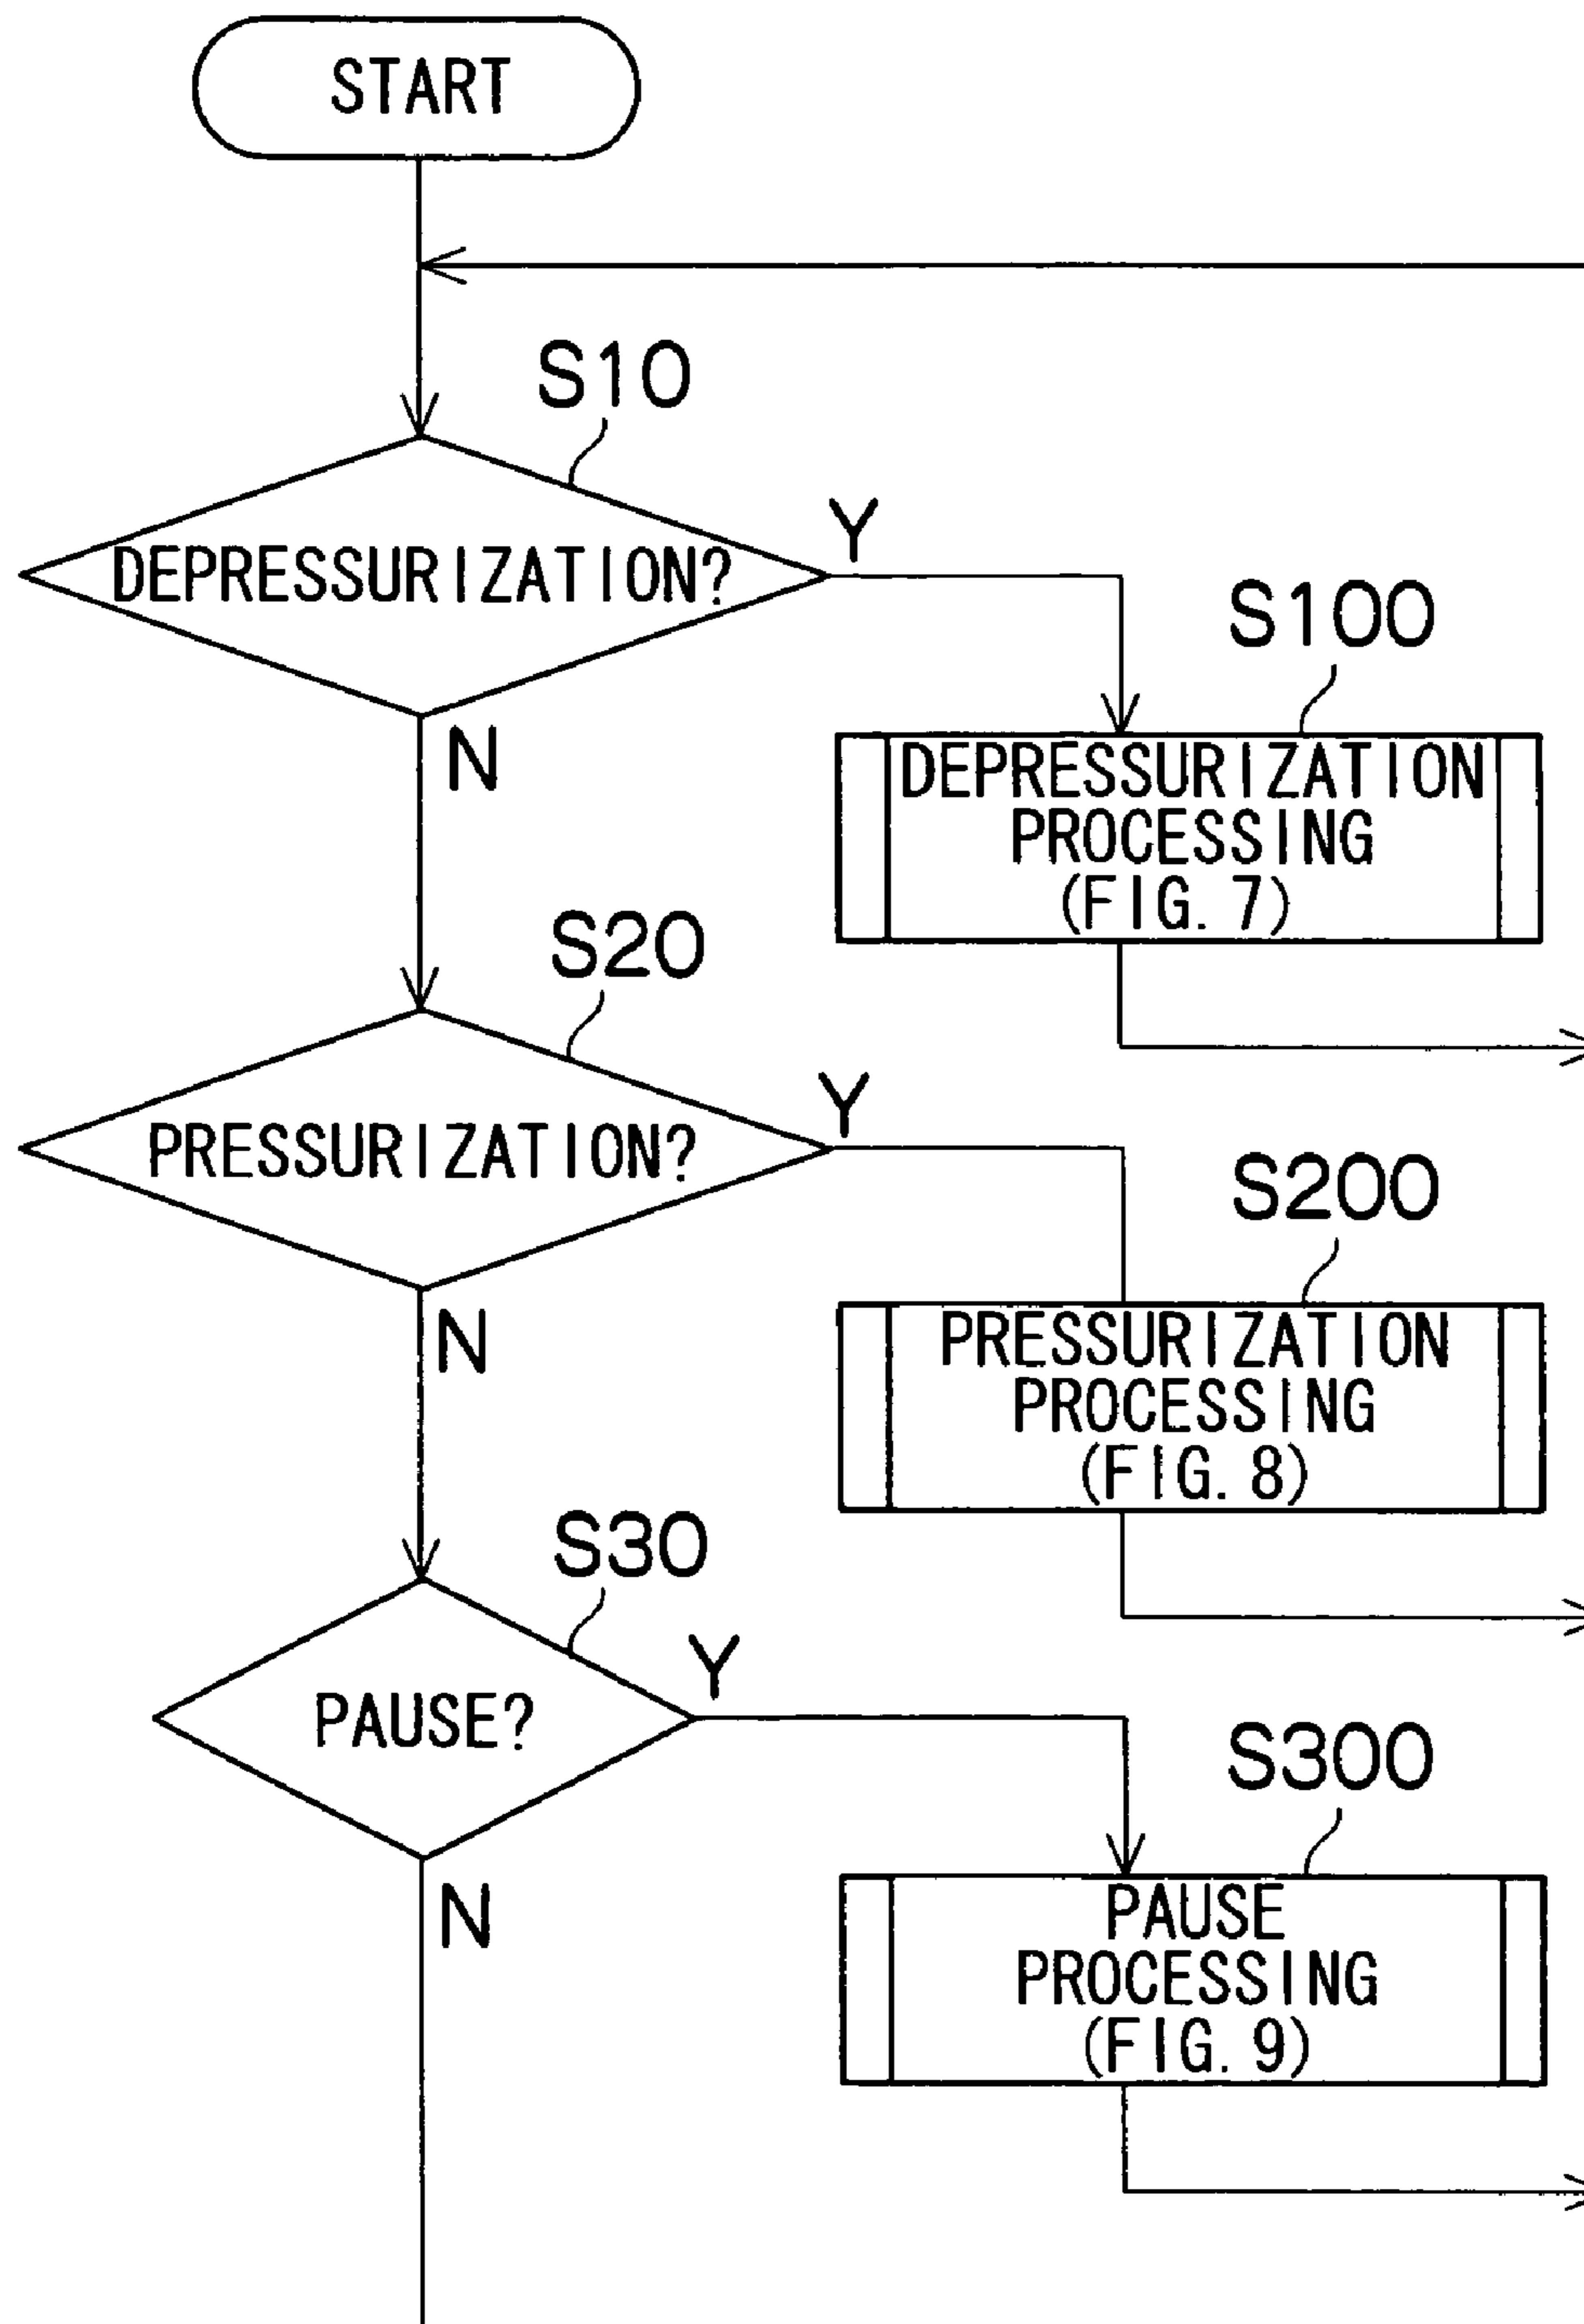 START
S10
DEPRESSURIZATION?
Y
N
S100
DEPRESSURIZATION
PROCESSING
(FIG. 7)
S20
PRESSURIZATION?
Y
N
S200
PRESSURIZATION
PROCESSING
(FIG. 8)
S30
PAUSE?
Y
N
S300
PAUSE
PROCESSING
(FIG. 9)